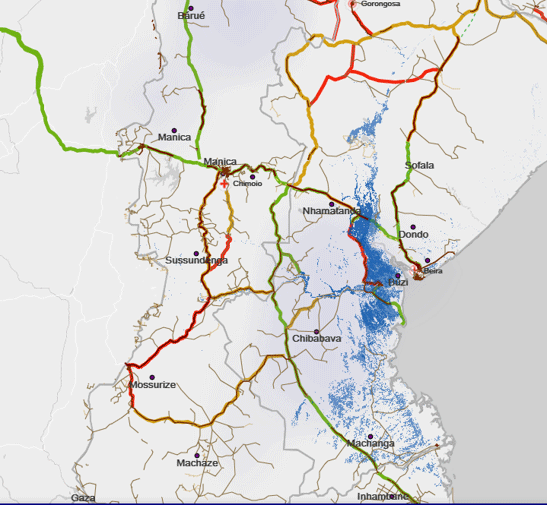 Gorongosa
Barué
Manica
Manica
Chimoio
Sofala
Nhamatanda
Dondo
Sussundenga
Beira
Buzi
Chibabava
Mossurize
Machanga
Machaze
Gaza
Inhambane